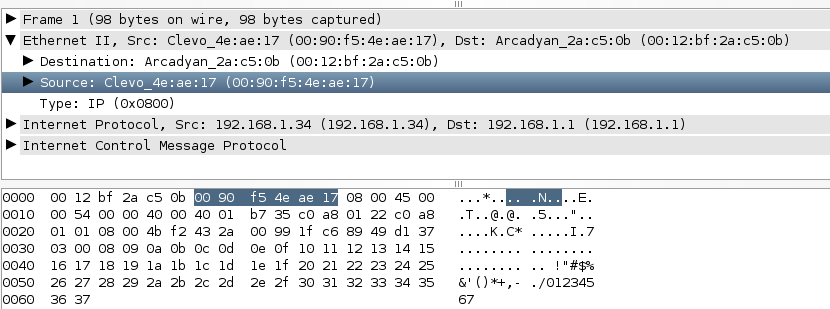 Frame 1 (98 bytes on wire, 98 bytes captured)
Ethernet II, Src: Clevo_4e:ae:17 (00:90:f5:4e:ae:17), Dst: Arcadyan_2a:c5:0b (00:12:bf:2a:c5:0b)
Destination: Arcadyan_2a:c5:0b (00:12:bf:2a:c5:0b)
Source: Clevo_4e:ae:17 (00:90:f5:4e:ae:17)
Type: IP (0x0800)
Internet Protocol, Src: 192.168.1.34 (192.168.1.34), Dst: 192.168.1.1 (192.168.1.1)
Internet Control Message Protocol
0000  00 12 bf 2a c5 0b 00 90  f5 4e ae 17 08 00 45 00   ...*.... .N....E.
0010  00 54 00 00 40 00 40 01  b7 35 c0 a8 01 22 c0 a8   .T..@.@. .5..."..
0020  01 01 08 00 4b f2 43 2a  00 99 1f c6 89 49 d1 37   ....K.C* .....I.7
0030  03 00 08 09 0a 0b 0c 0d  0e 0f 10 11 12 13 14 15   ........ ........
0040  16 17 18 19 1a 1b 1c 1d  1e 1f 20 21 22 23 24 25   ........ .. !"#$%
0050  26 27 28 29 2a 2b 2c 2d  2e 2f 30 31 32 33 34 35   &'()*+,- ./012345
0060  36 37   67